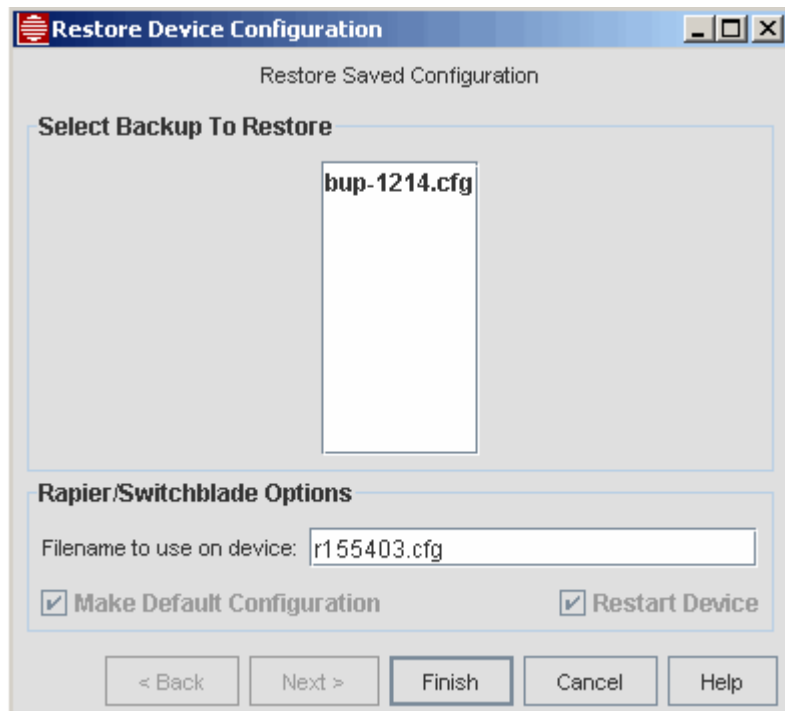 Restore Device Configuration
Restore Saved Configuration
Select Backup To Restore
bup-1214.cfg
Rapier/Switchblade Options
Filename to use on device: r155403.cfg
Make Default Configuration Restart Device
< Back Next > Finish Cancel Help